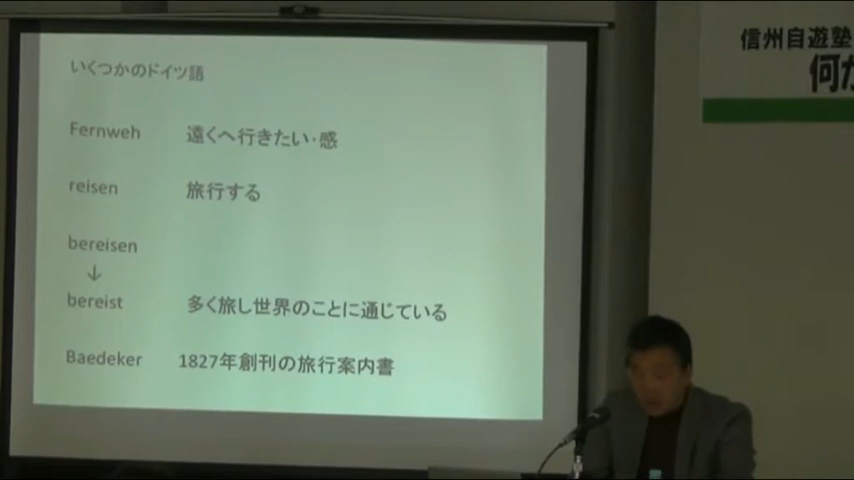 いくつかのドイツ語
Fernweh 遠くへ行きたい・感
reisen 旅行する
bereisen
↓
bereist 多く旅し世界のことに通じている
Baedeker 1827年創刊の旅行案内書
信州自遊塾
何か